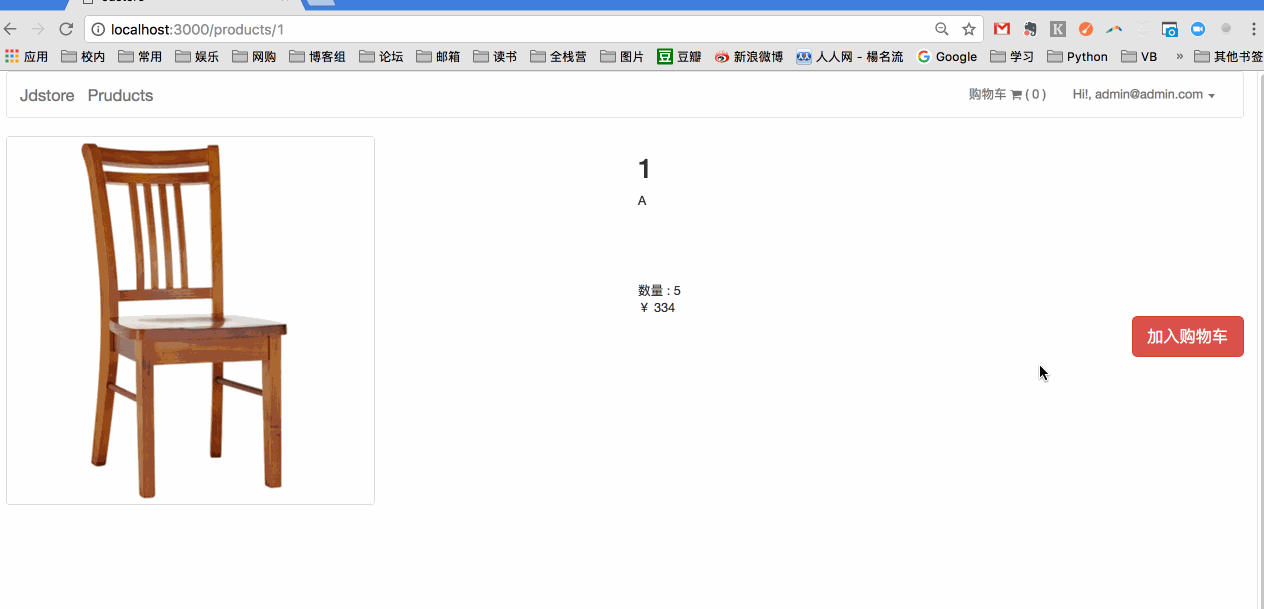 localhost:3000/products/1
应用 校内 常用 娱乐 网购 博客组 论坛 邮箱 读书 全栈营 图片 豆 豆瓣 新浪微博 人人网 - 楊名流 Google 学习 Python VB » 其他书签
Jdstore Pruducts 购物车 ( 0 ) Hi!, admin@admin.com
1
A
数量 : 5
¥ 334
加入购物车